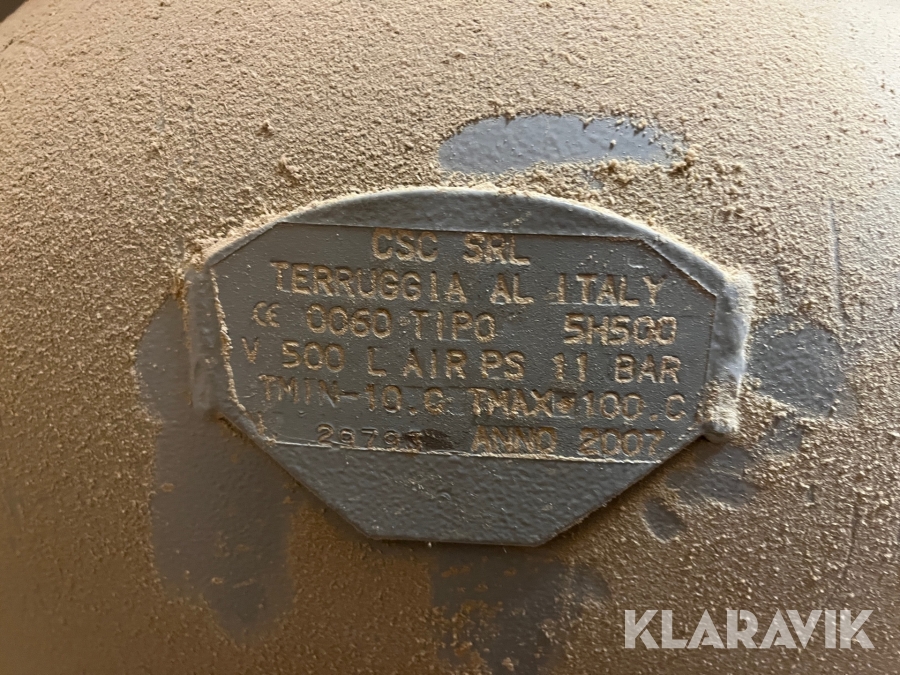 CSC SRL
TERRUGGIA AL ITALY
CE 0060 TIPO SH500
V 500 L AIR PS 11 BAR
TMIN-10.C TMAX 100.C
ANNO 2007
KLARAVIK